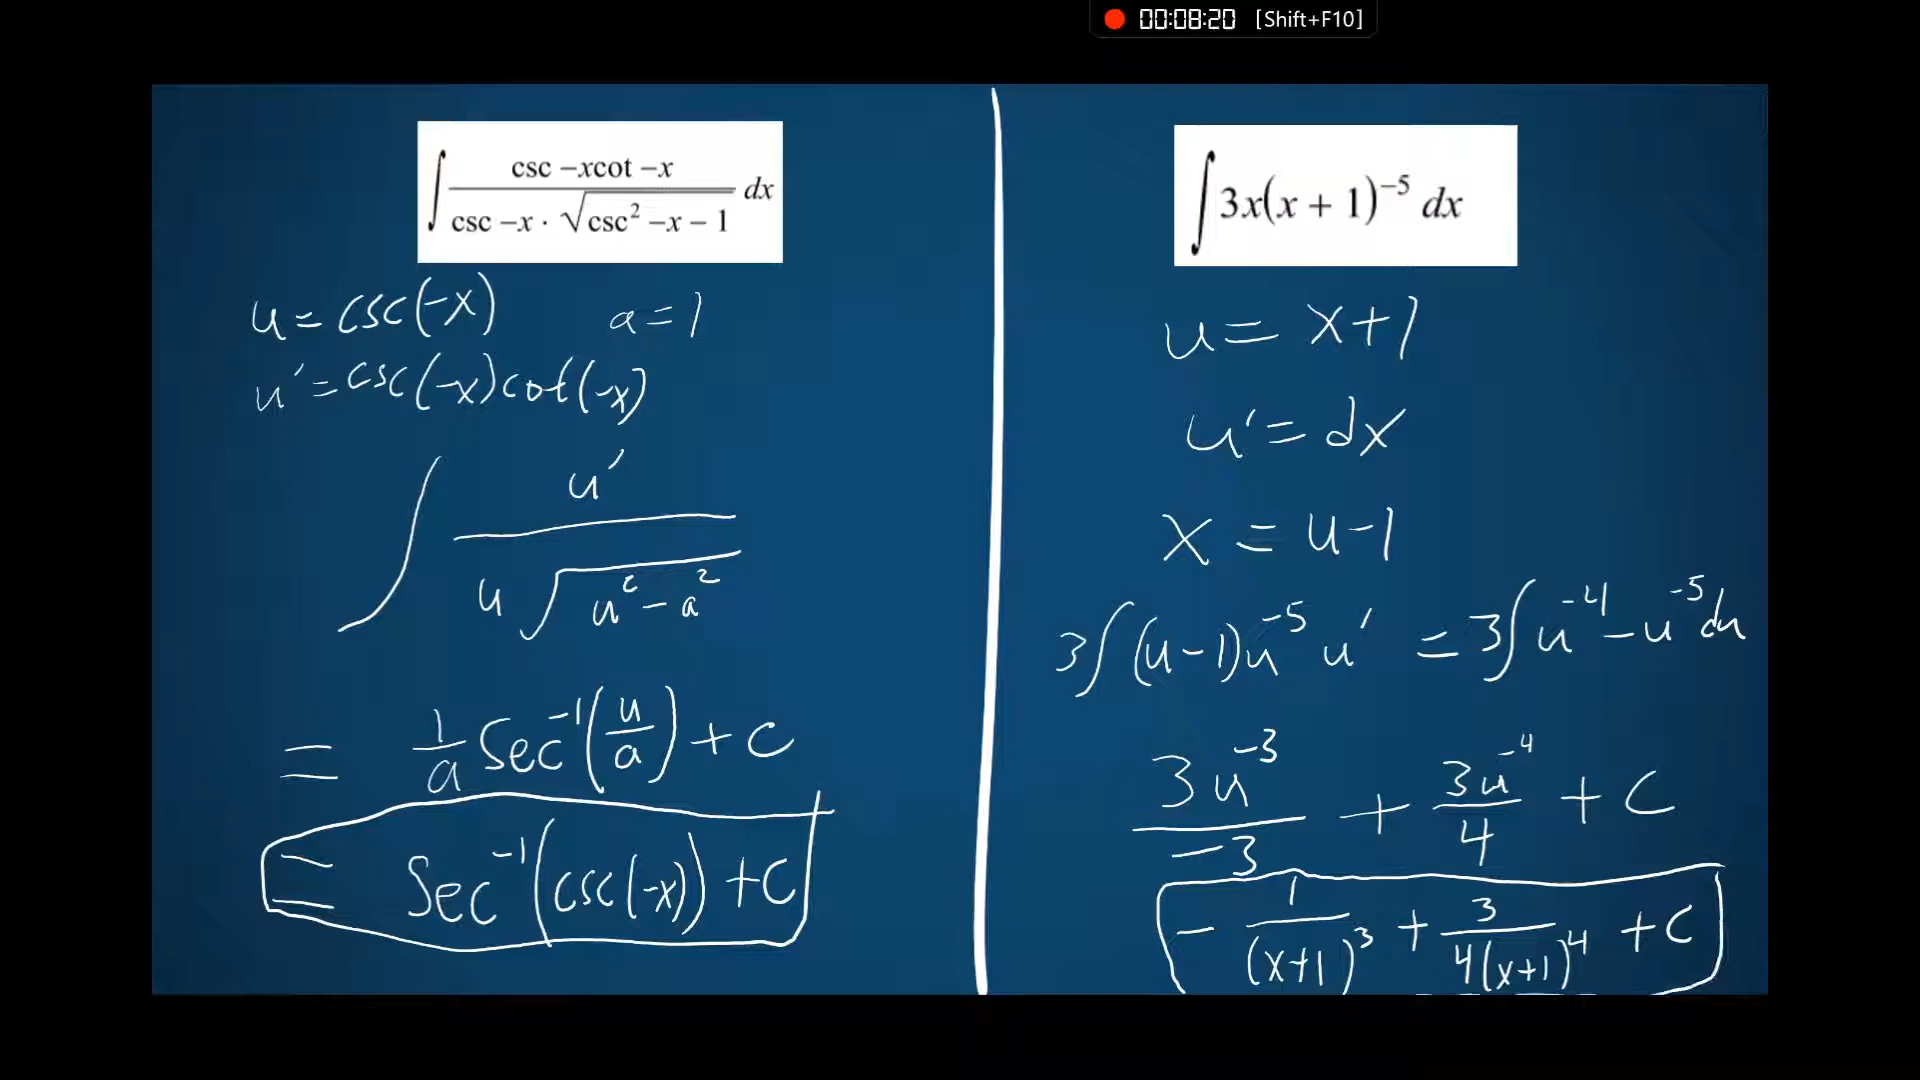 00:08:20 [Shift+F10]
∫ csc −xcot −x / csc −x · √csc² −x − 1 dx
u = csc(-x) a = 1
u' = csc(-x)cot(-x)
∫ u' / u√u² - a²
= 1/a Sec⁻¹(u/a) + C
= Sec⁻¹(csc(-x)) + C
∫3x(x + 1)⁻⁵ dx
u = x+1
u' = dx
x = u-1
3∫(u-1)u⁻⁵ u' = 3∫u⁻⁴ - u⁻⁵ du
3u⁻³/-3 + 3u⁻⁴/4 + C
- 1/(x+1)³ + 3/4(x+1)⁴ + C